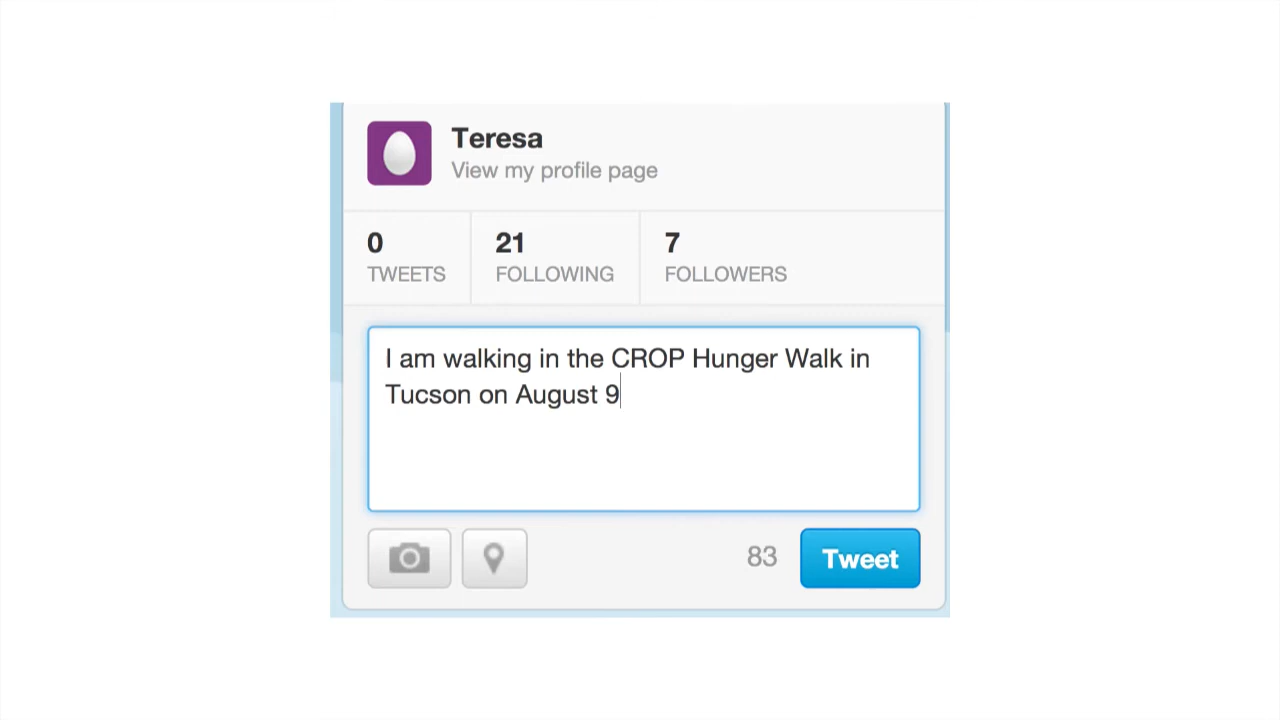 Teresa
View my profile page
0
TWEETS
21
FOLLOWING
7
FOLLOWERS
I am walking in the CROP Hunger Walk in
Tucson on August 9
83
Tweet